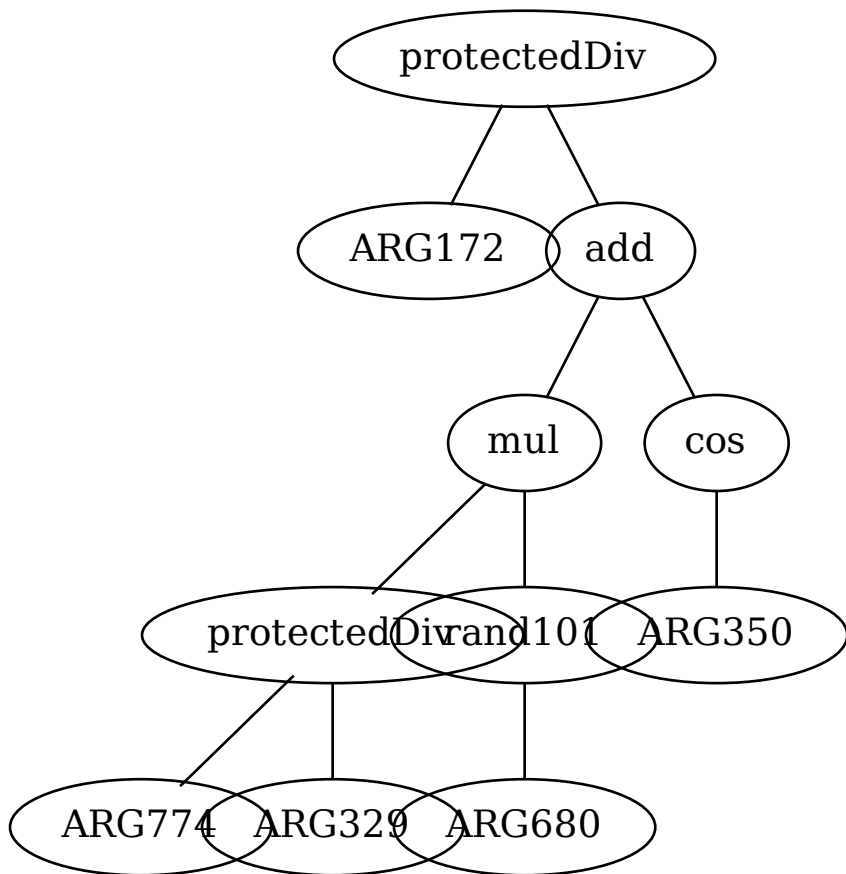 protectedDiv
ARG172 add
mul cos
protectedDiv rand101 ARG350
ARG774 ARG329 ARG680